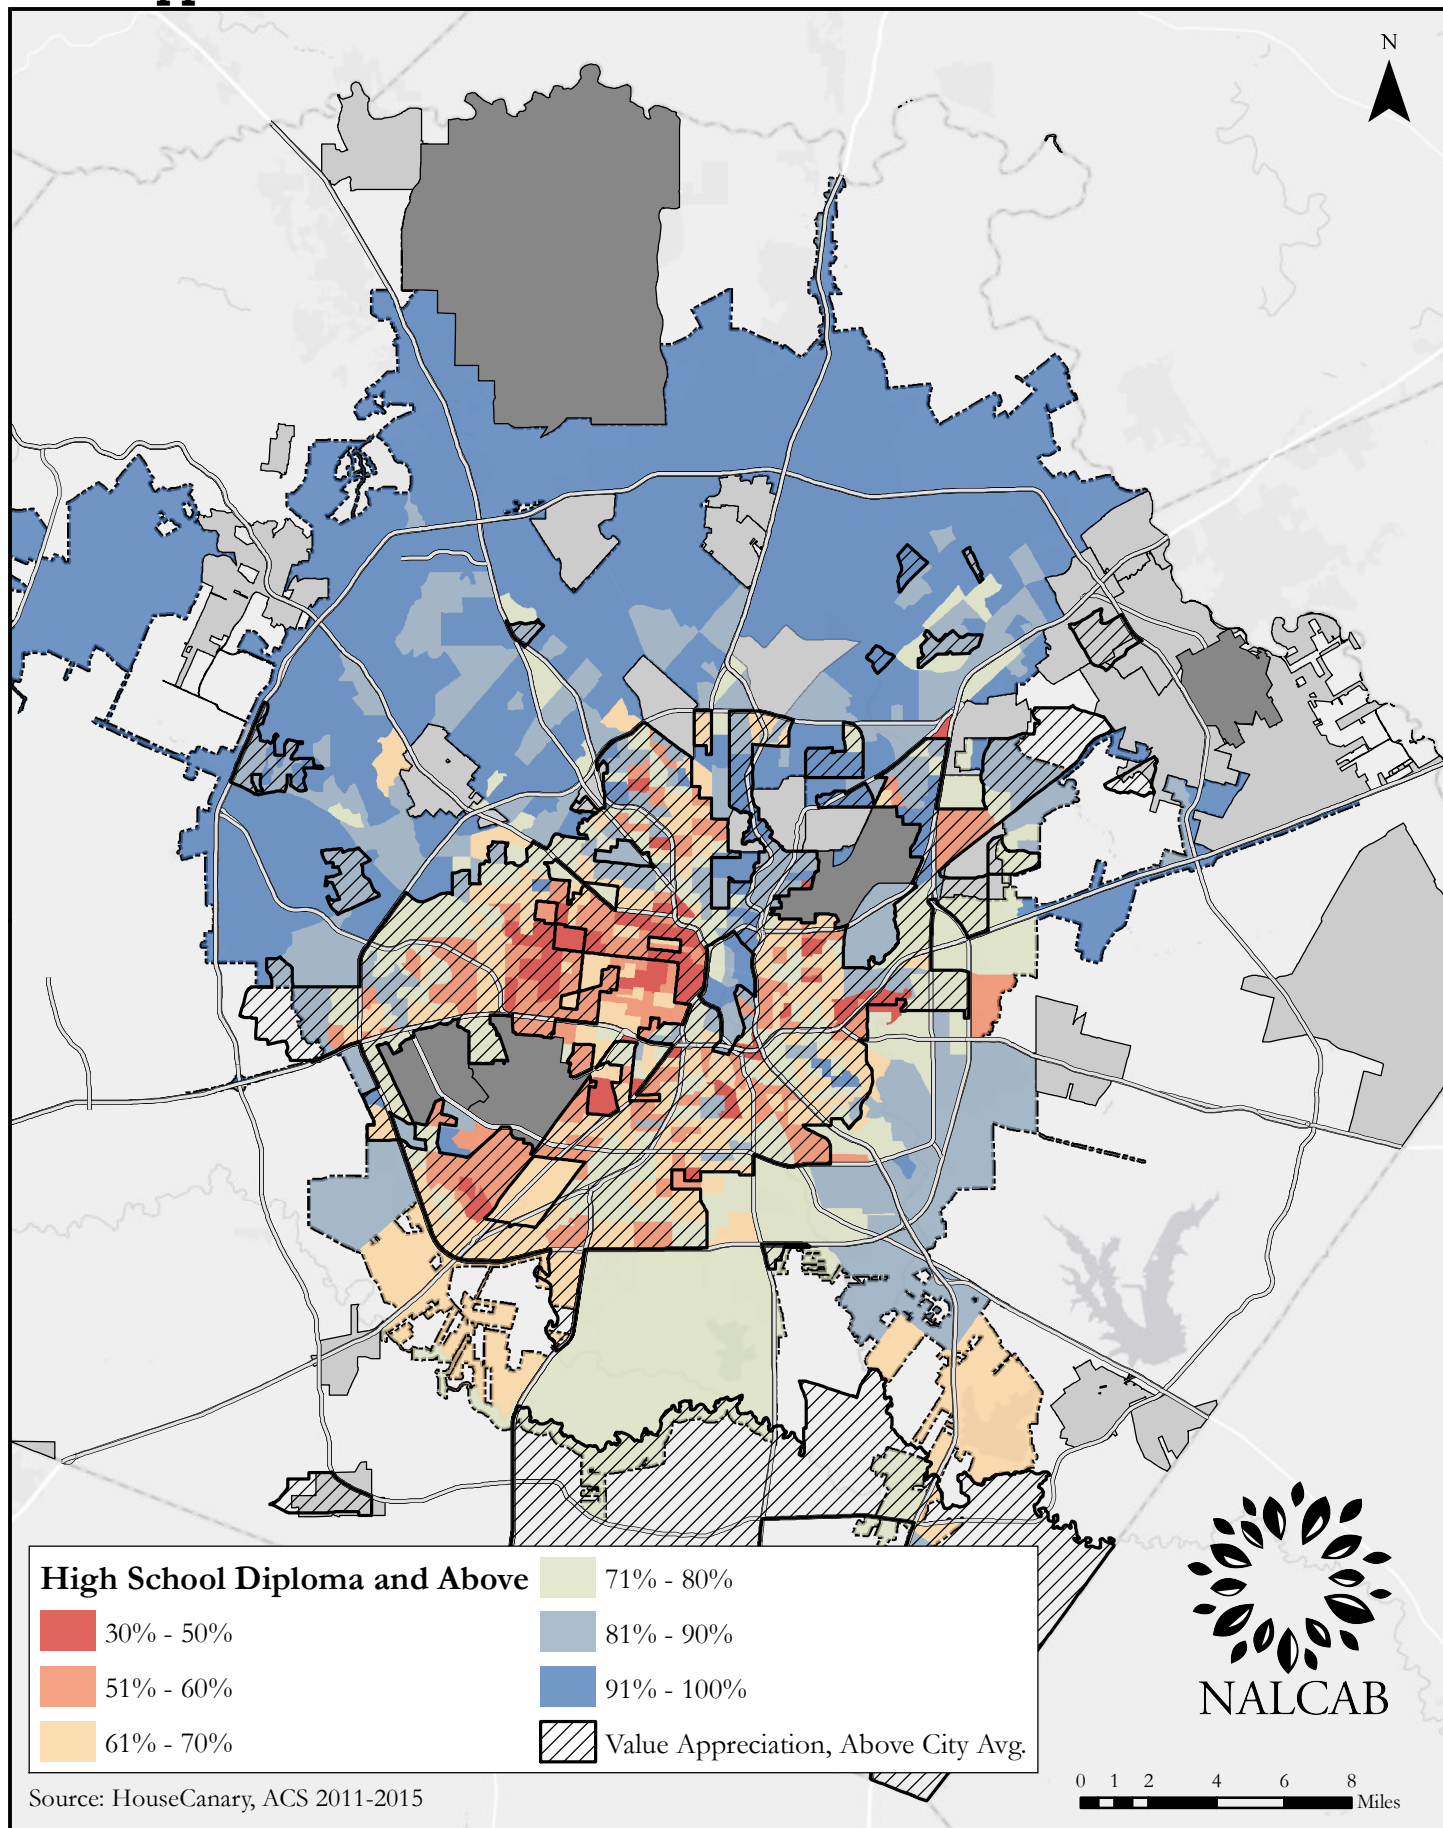 N
High School Diploma and Above
30% - 50%
51% - 60%
61% - 70%
71% - 80%
81% - 90%
91% - 100%
Value Appreciation, Above City Avg.
Source: HouseCanary, ACS 2011-2015
NALCAB
0 1 2 4 6 8
Miles